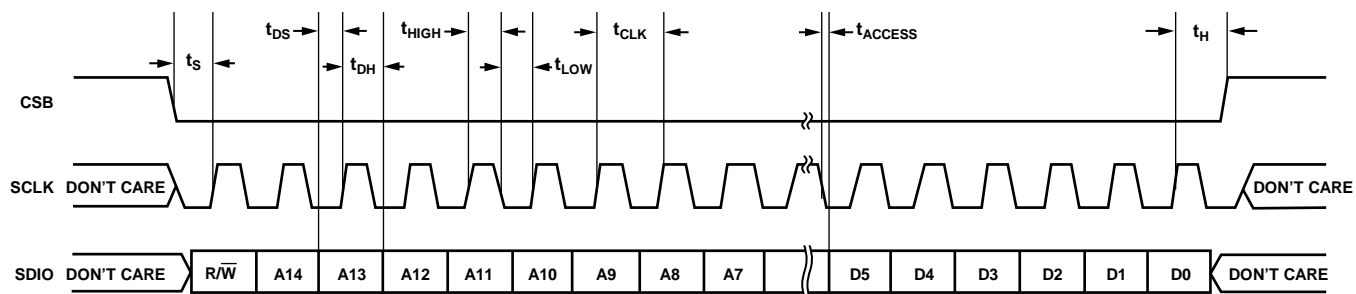 tDS tHIGH tCLK tACCESS tH
tS tDH tLOW
CSB
SCLK DON'T CARE DON'T CARE
SDIO DON'T CARE R/W̅ A14 A13 A12 A11 A10 A9 A8 A7 D5 D4 D3 D2 D1 D0 DON'T CARE